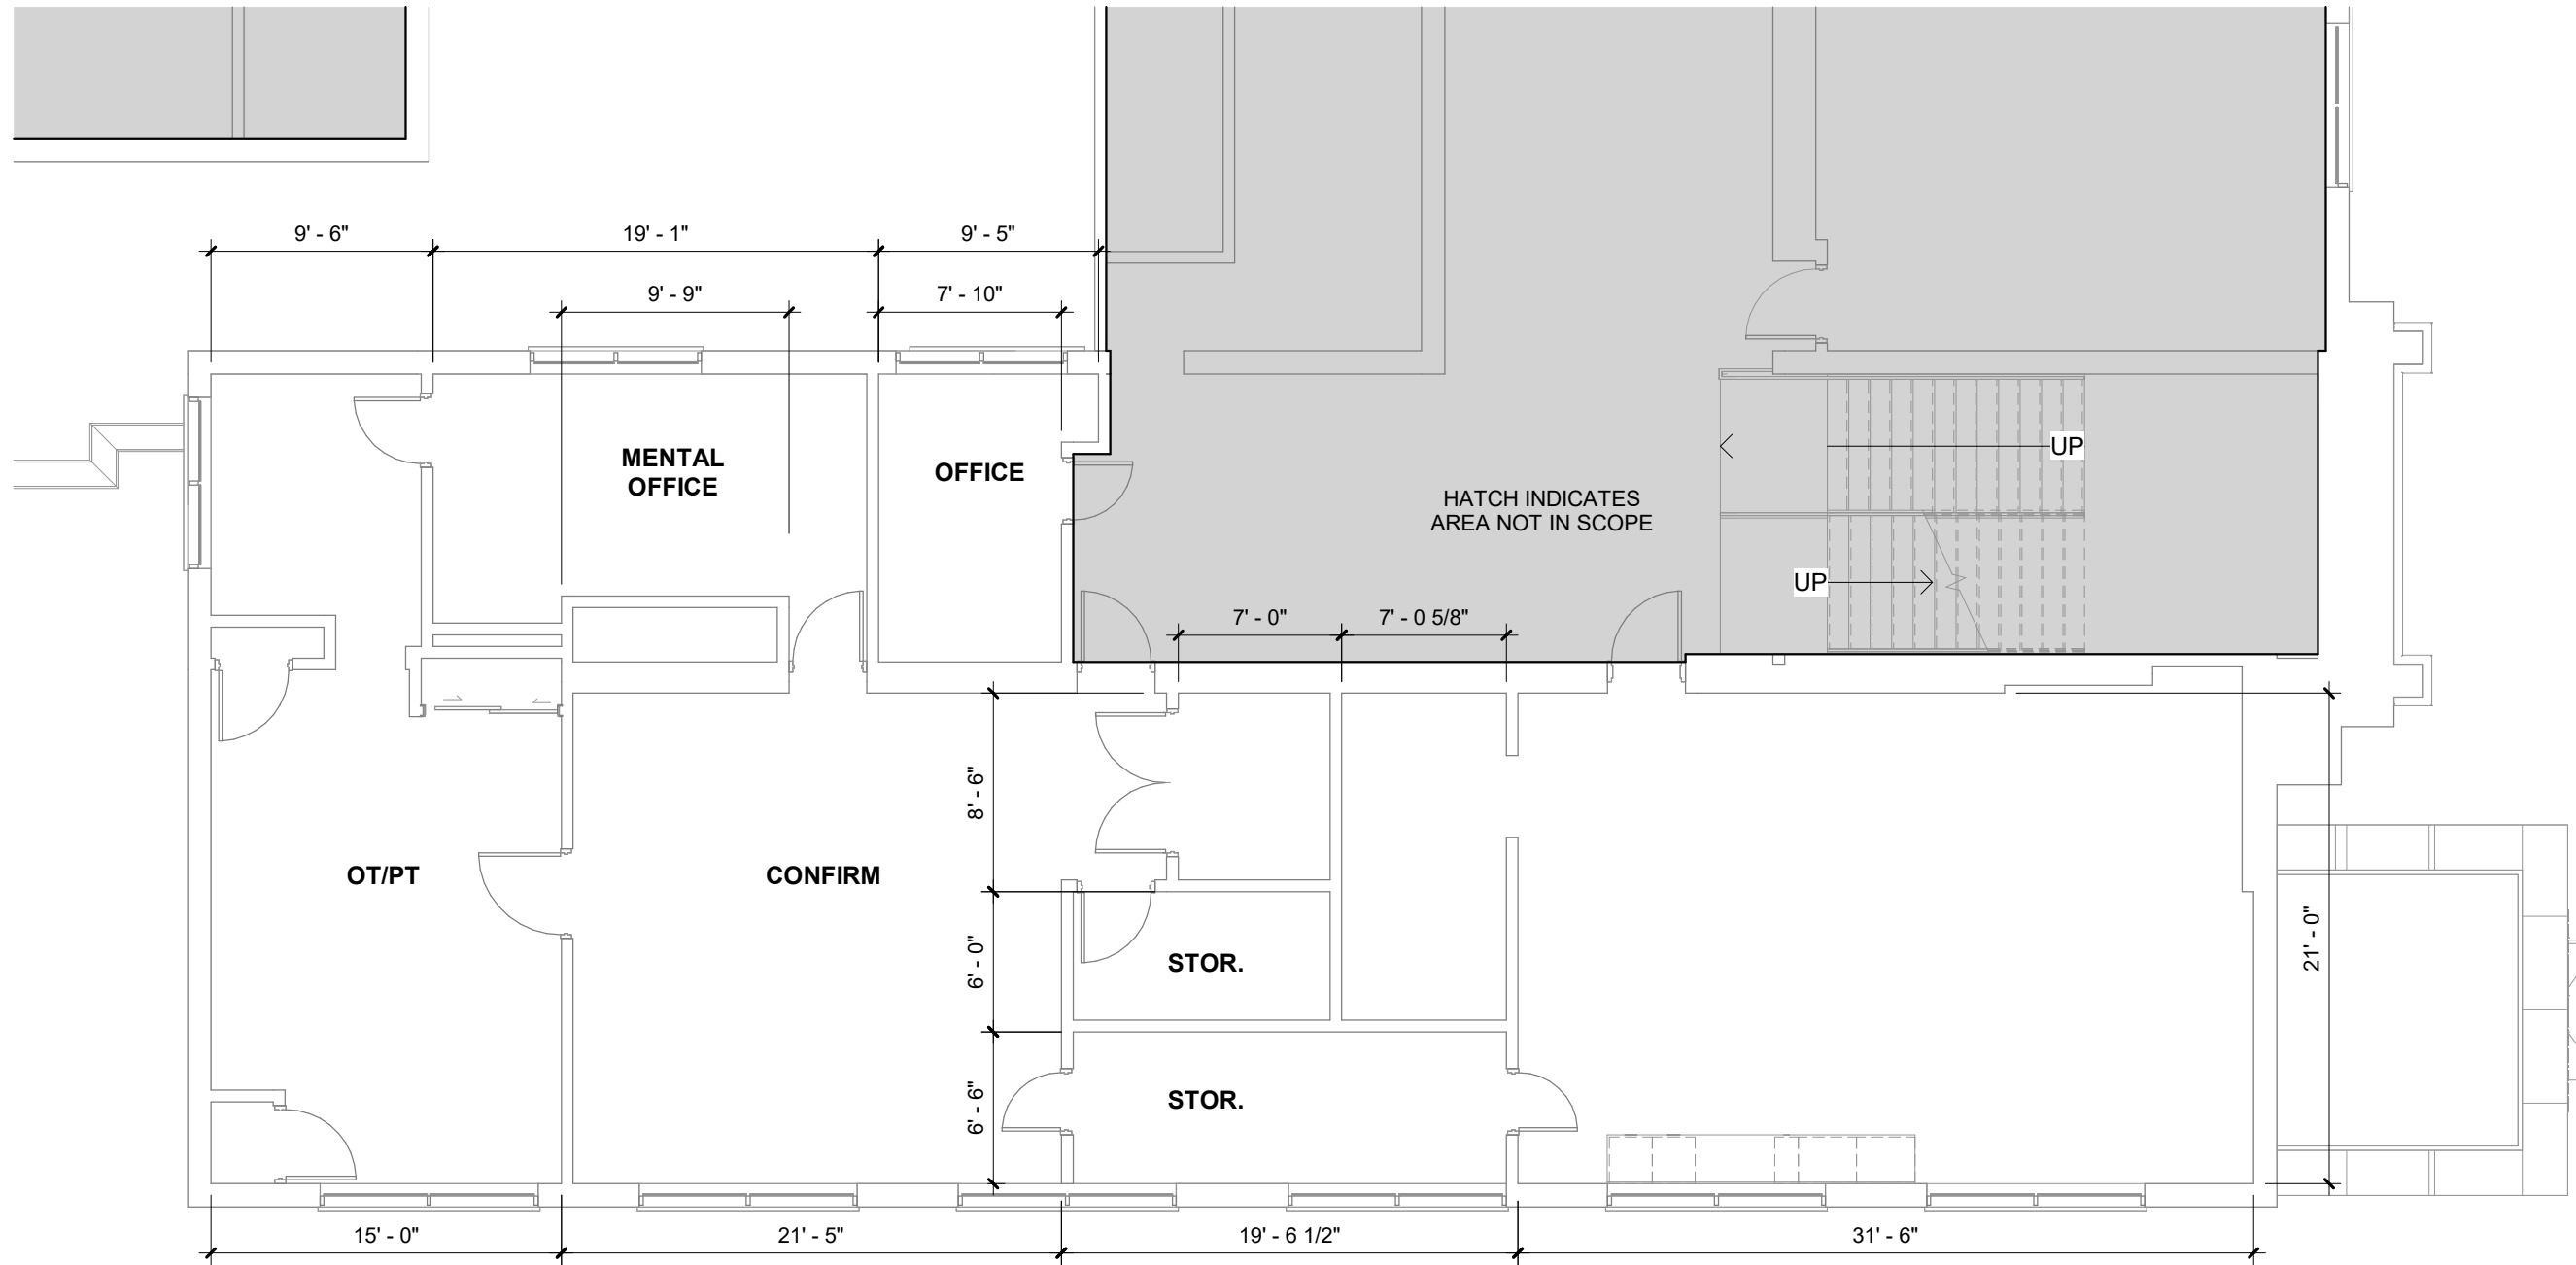 9' - 6"
19' - 1"
9' - 5"
9' - 9"
7' - 10"
MENTAL
OFFICE
OFFICE
UP
HATCH INDICATES
AREA NOT IN SCOPE
UP
7' - 0"
7' - 0 5/8"
8' - 6"
OT/PT
CONFIRM
6' - 0"
STOR.
21' - 0"
6' - 6"
STOR.
15' - 0"
21' - 5"
19' - 6 1/2"
31' - 6"